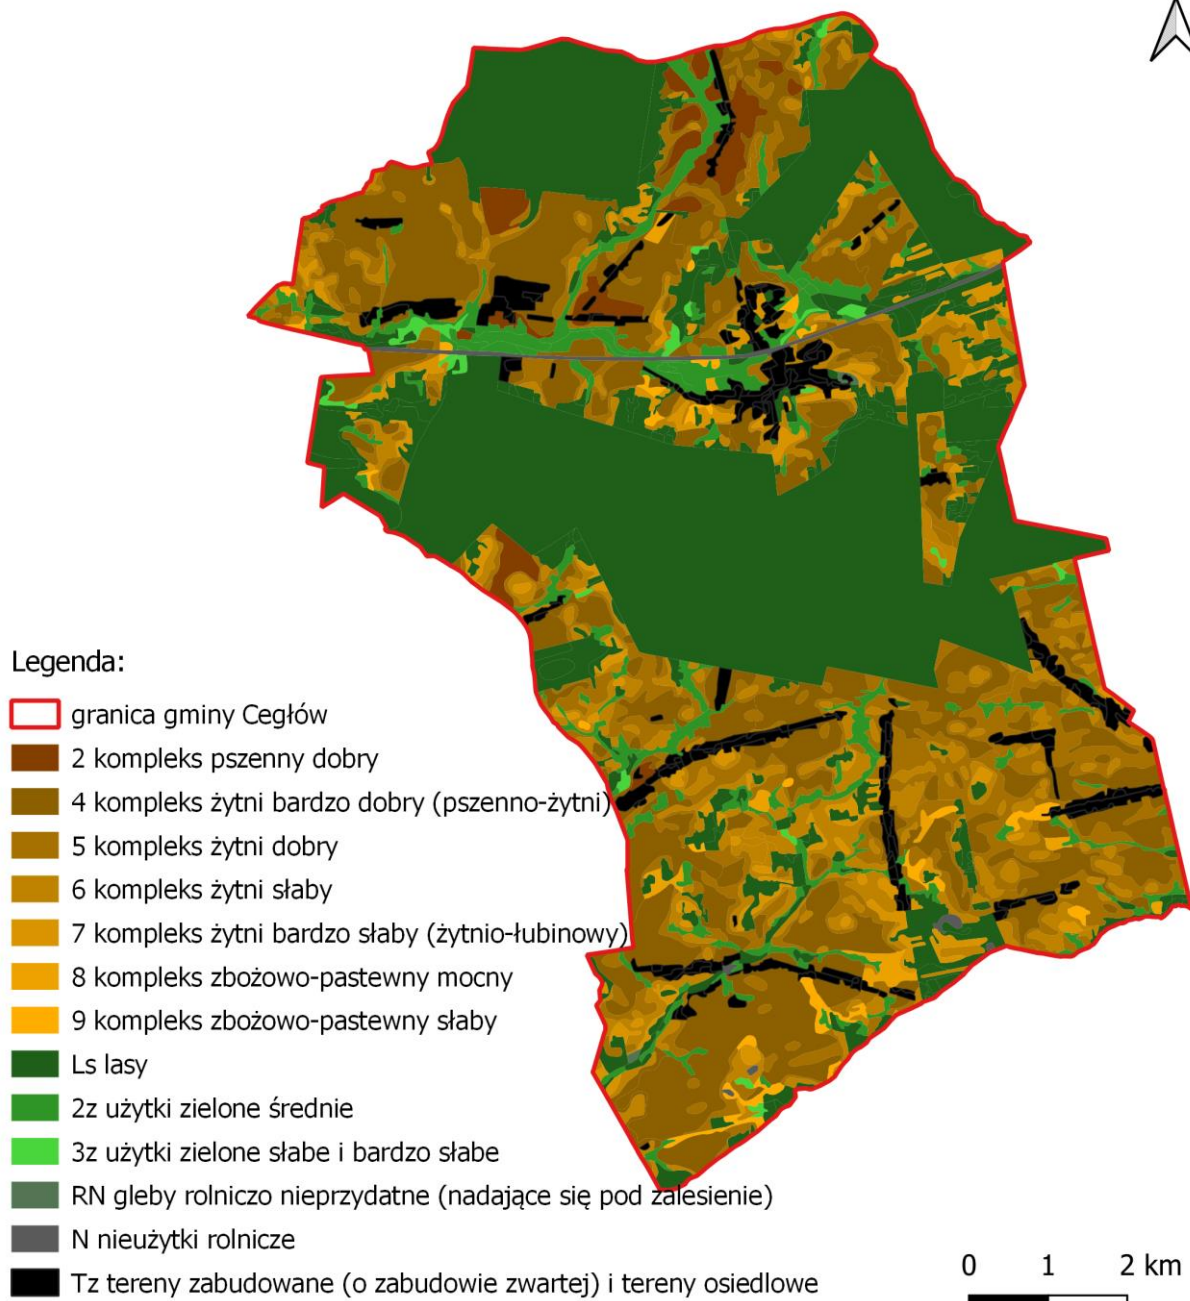 Legenda:
granica gminy Cegłów
2 kompleks pszenny dobry
4 kompleks żytni bardzo dobry (pszenno-żytni)
5 kompleks żytni dobry
6 kompleks żytni słaby
7 kompleks żytni bardzo słaby (żytnio-łubinowy)
8 kompleks zbożowo-pastewny mocny
9 kompleks zbożowo-pastewny słaby
Ls lasy
2z użytki zielone średnie
3z użytki zielone słabe i bardzo słabe
RN gleby rolniczo nieprzydatne (nadające się pod zalesienie)
N nieużytki rolnicze
Tz tereny zabudowane (o zabudowie zwartej) i tereny osiedlowe
0 1 2 km